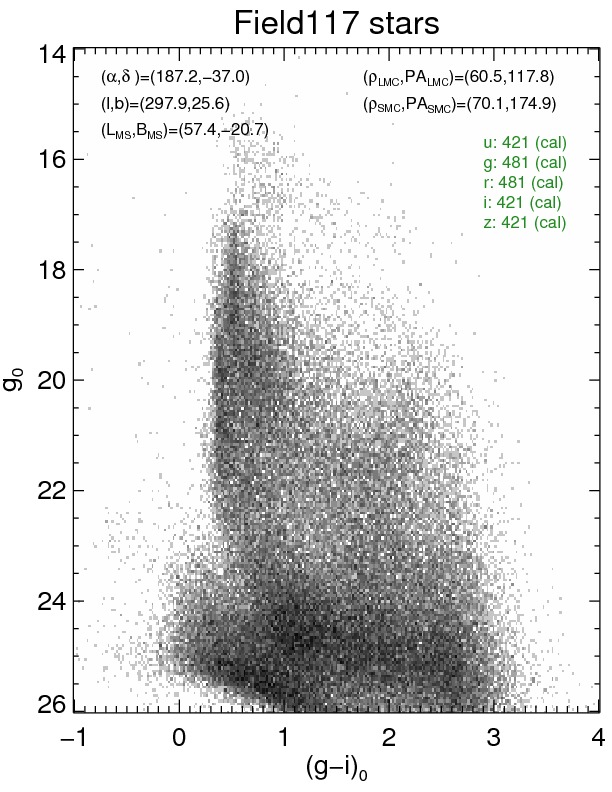 Field117 stars
(α,δ )=(187.2,−37.0)
(ρLMC,PALMC)=(60.5,117.8)
(l,b)=(297.9,25.6)
(ρSMC,PASMC)=(70.1,174.9)
(LMS,BMS)=(57.4,−20.7)
u: 421 (cal)
g: 481 (cal)
r: 481 (cal)
i: 421 (cal)
z: 421 (cal)
14
16
18
20
22
24
26
g0
−1 0 1 2 3 4
(g−i)0